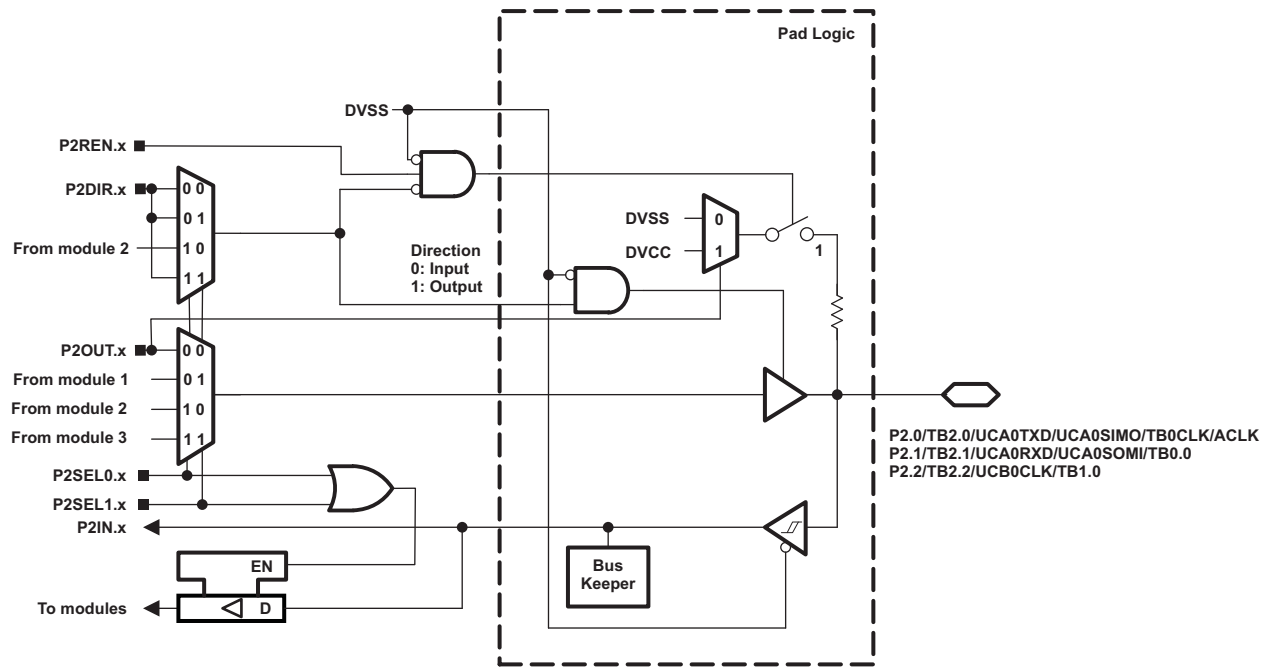 Pad Logic
DVSS
P2REN.x
P2DIR.x
0 0
0 1
From module 2
1 0
1 1
Direction
0: Input
1: Output
DVSS
0
DVCC
1
1
P2OUT.x
0 0
From module 1
0 1
From module 2
1 0
From module 3
1 1
P2.0/TB2.0/UCA0TXD/UCA0SIMO/TB0CLK/ACLK
P2.1/TB2.1/UCA0RXD/UCA0SOMI/TB0.0
P2.2/TB2.2/UCB0CLK/TB1.0
P2SEL0.x
P2SEL1.x
P2IN.x
EN
Bus
Keeper
To modules
D